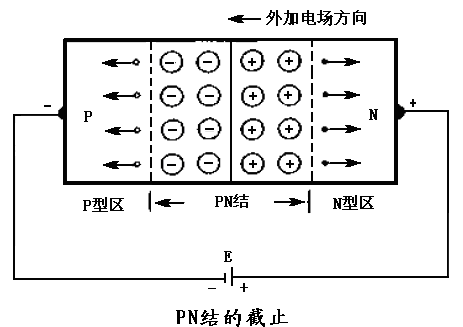 ← 外加电场方向
- P N +
P型区 PN结 N型区
E
- +
PN结的截止